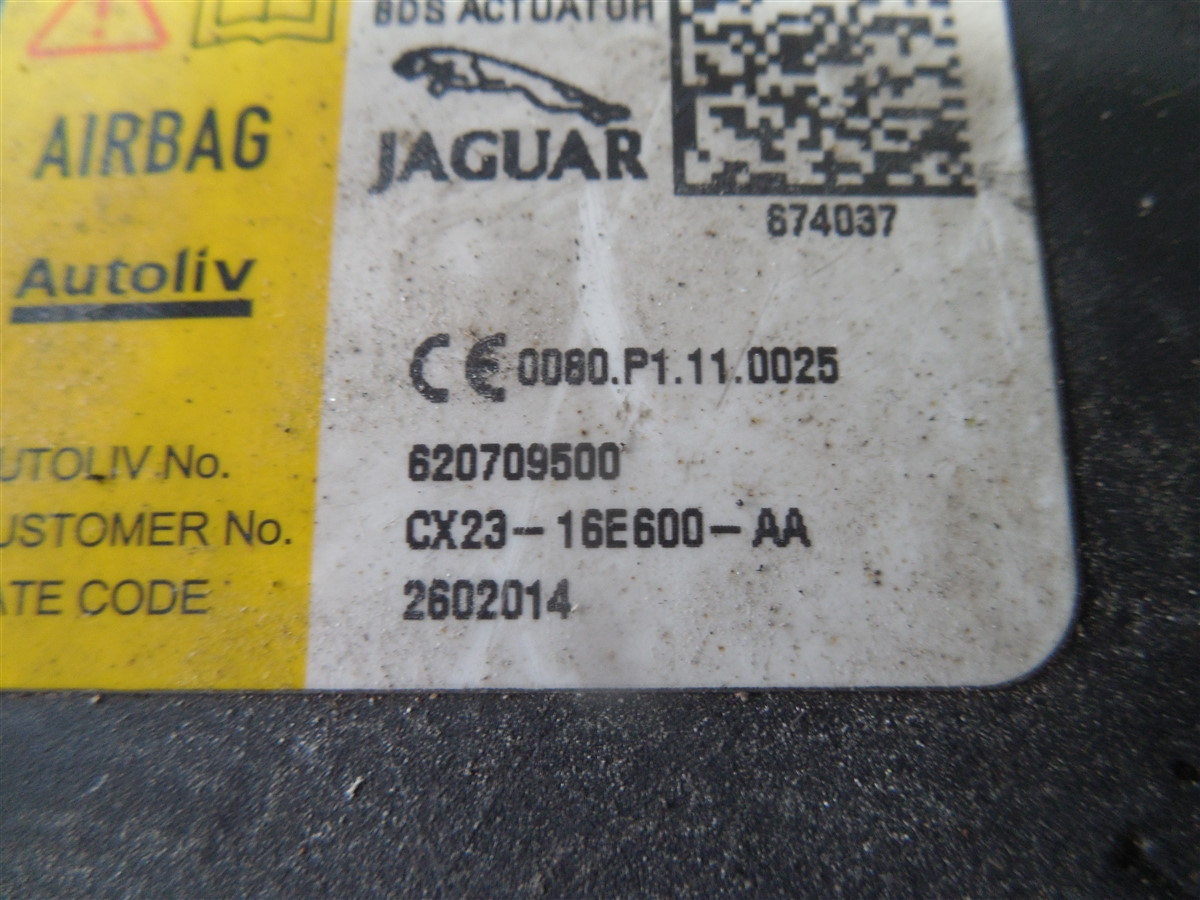 BDS ACTUATOR
AIRBAG
JAGUAR
674037
Autoliv
CE 0080.P1.11.0025
UTOLIV No. 620709500
USTOMER No. CX23-16E600-AA
ATE CODE 2602014